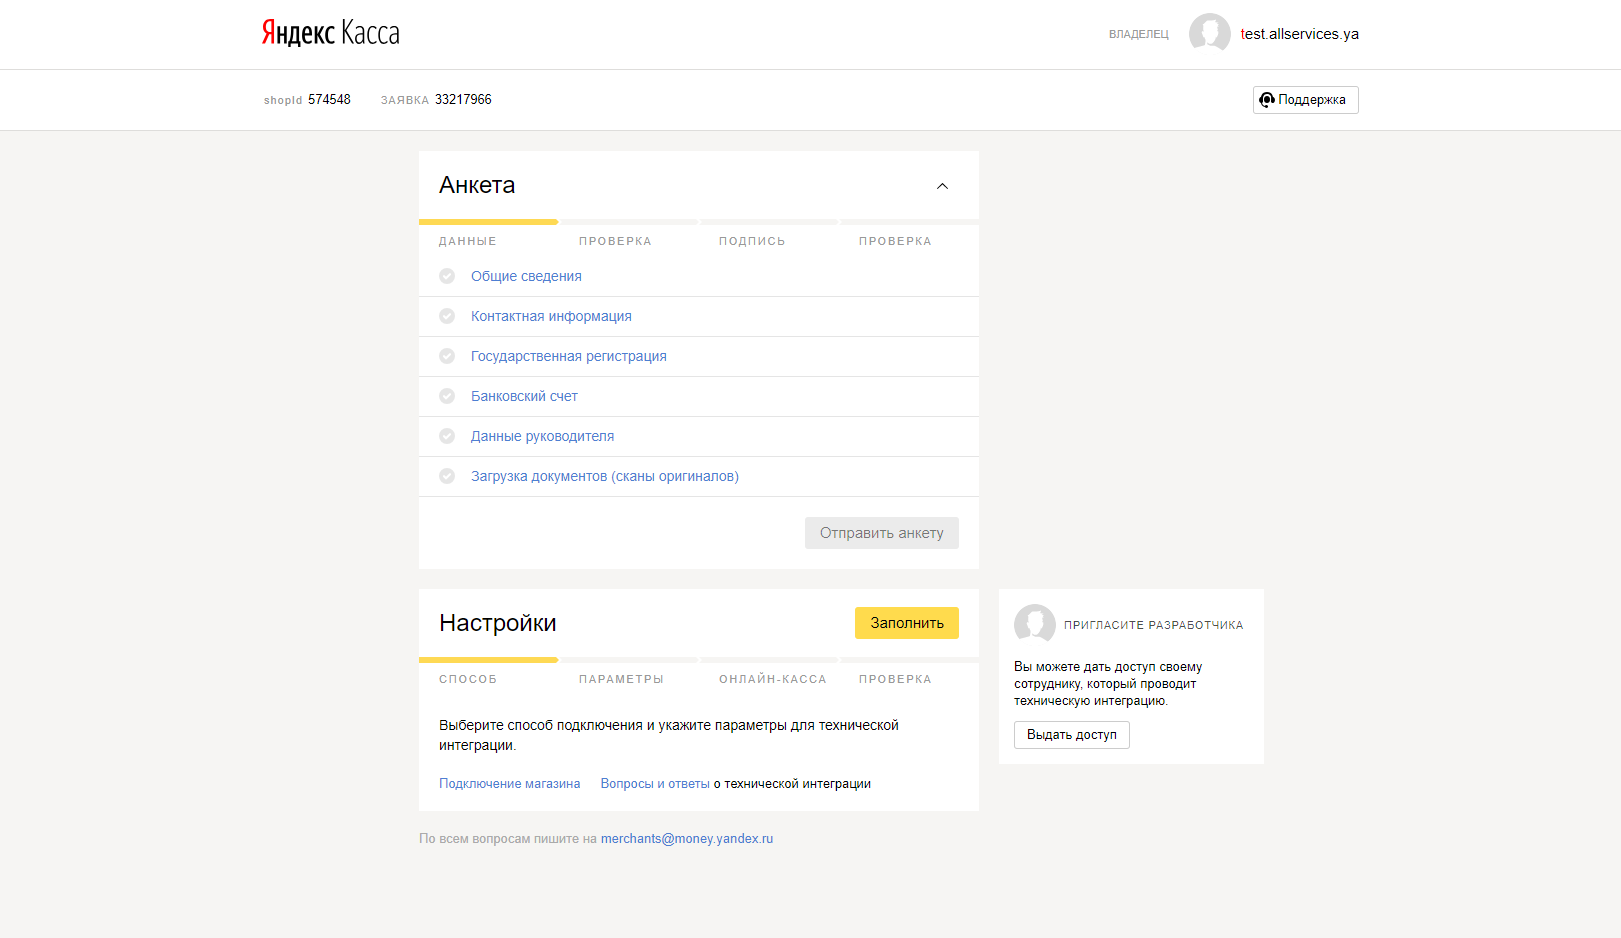 Яндекс Касса
ВЛАДЕЛЕЦ test.allservices.ya
shopId 574548 ЗАЯВКА 33217966
Поддержка
Анкета
ДАННЫЕ ПРОВЕРКА ПОДПИСЬ ПРОВЕРКА
Общие сведения
Контактная информация
Государственная регистрация
Банковский счет
Данные руководителя
Загрузка документов (сканы оригиналов)
Отправить анкету
Настройки
Заполнить
СПОСОБ ПАРАМЕТРЫ ОНЛАЙН-КАССА ПРОВЕРКА
Выберите способ подключения и укажите параметры для технической
интеграции.
Подключение магазина Вопросы и ответы о технической интеграции
ПРИГЛАСИТЕ РАЗРАБОТЧИКА
Вы можете дать доступ своему
сотруднику, который проводит
техническую интеграцию.
Выдать доступ
По всем вопросам пишите на merchants@money.yandex.ru